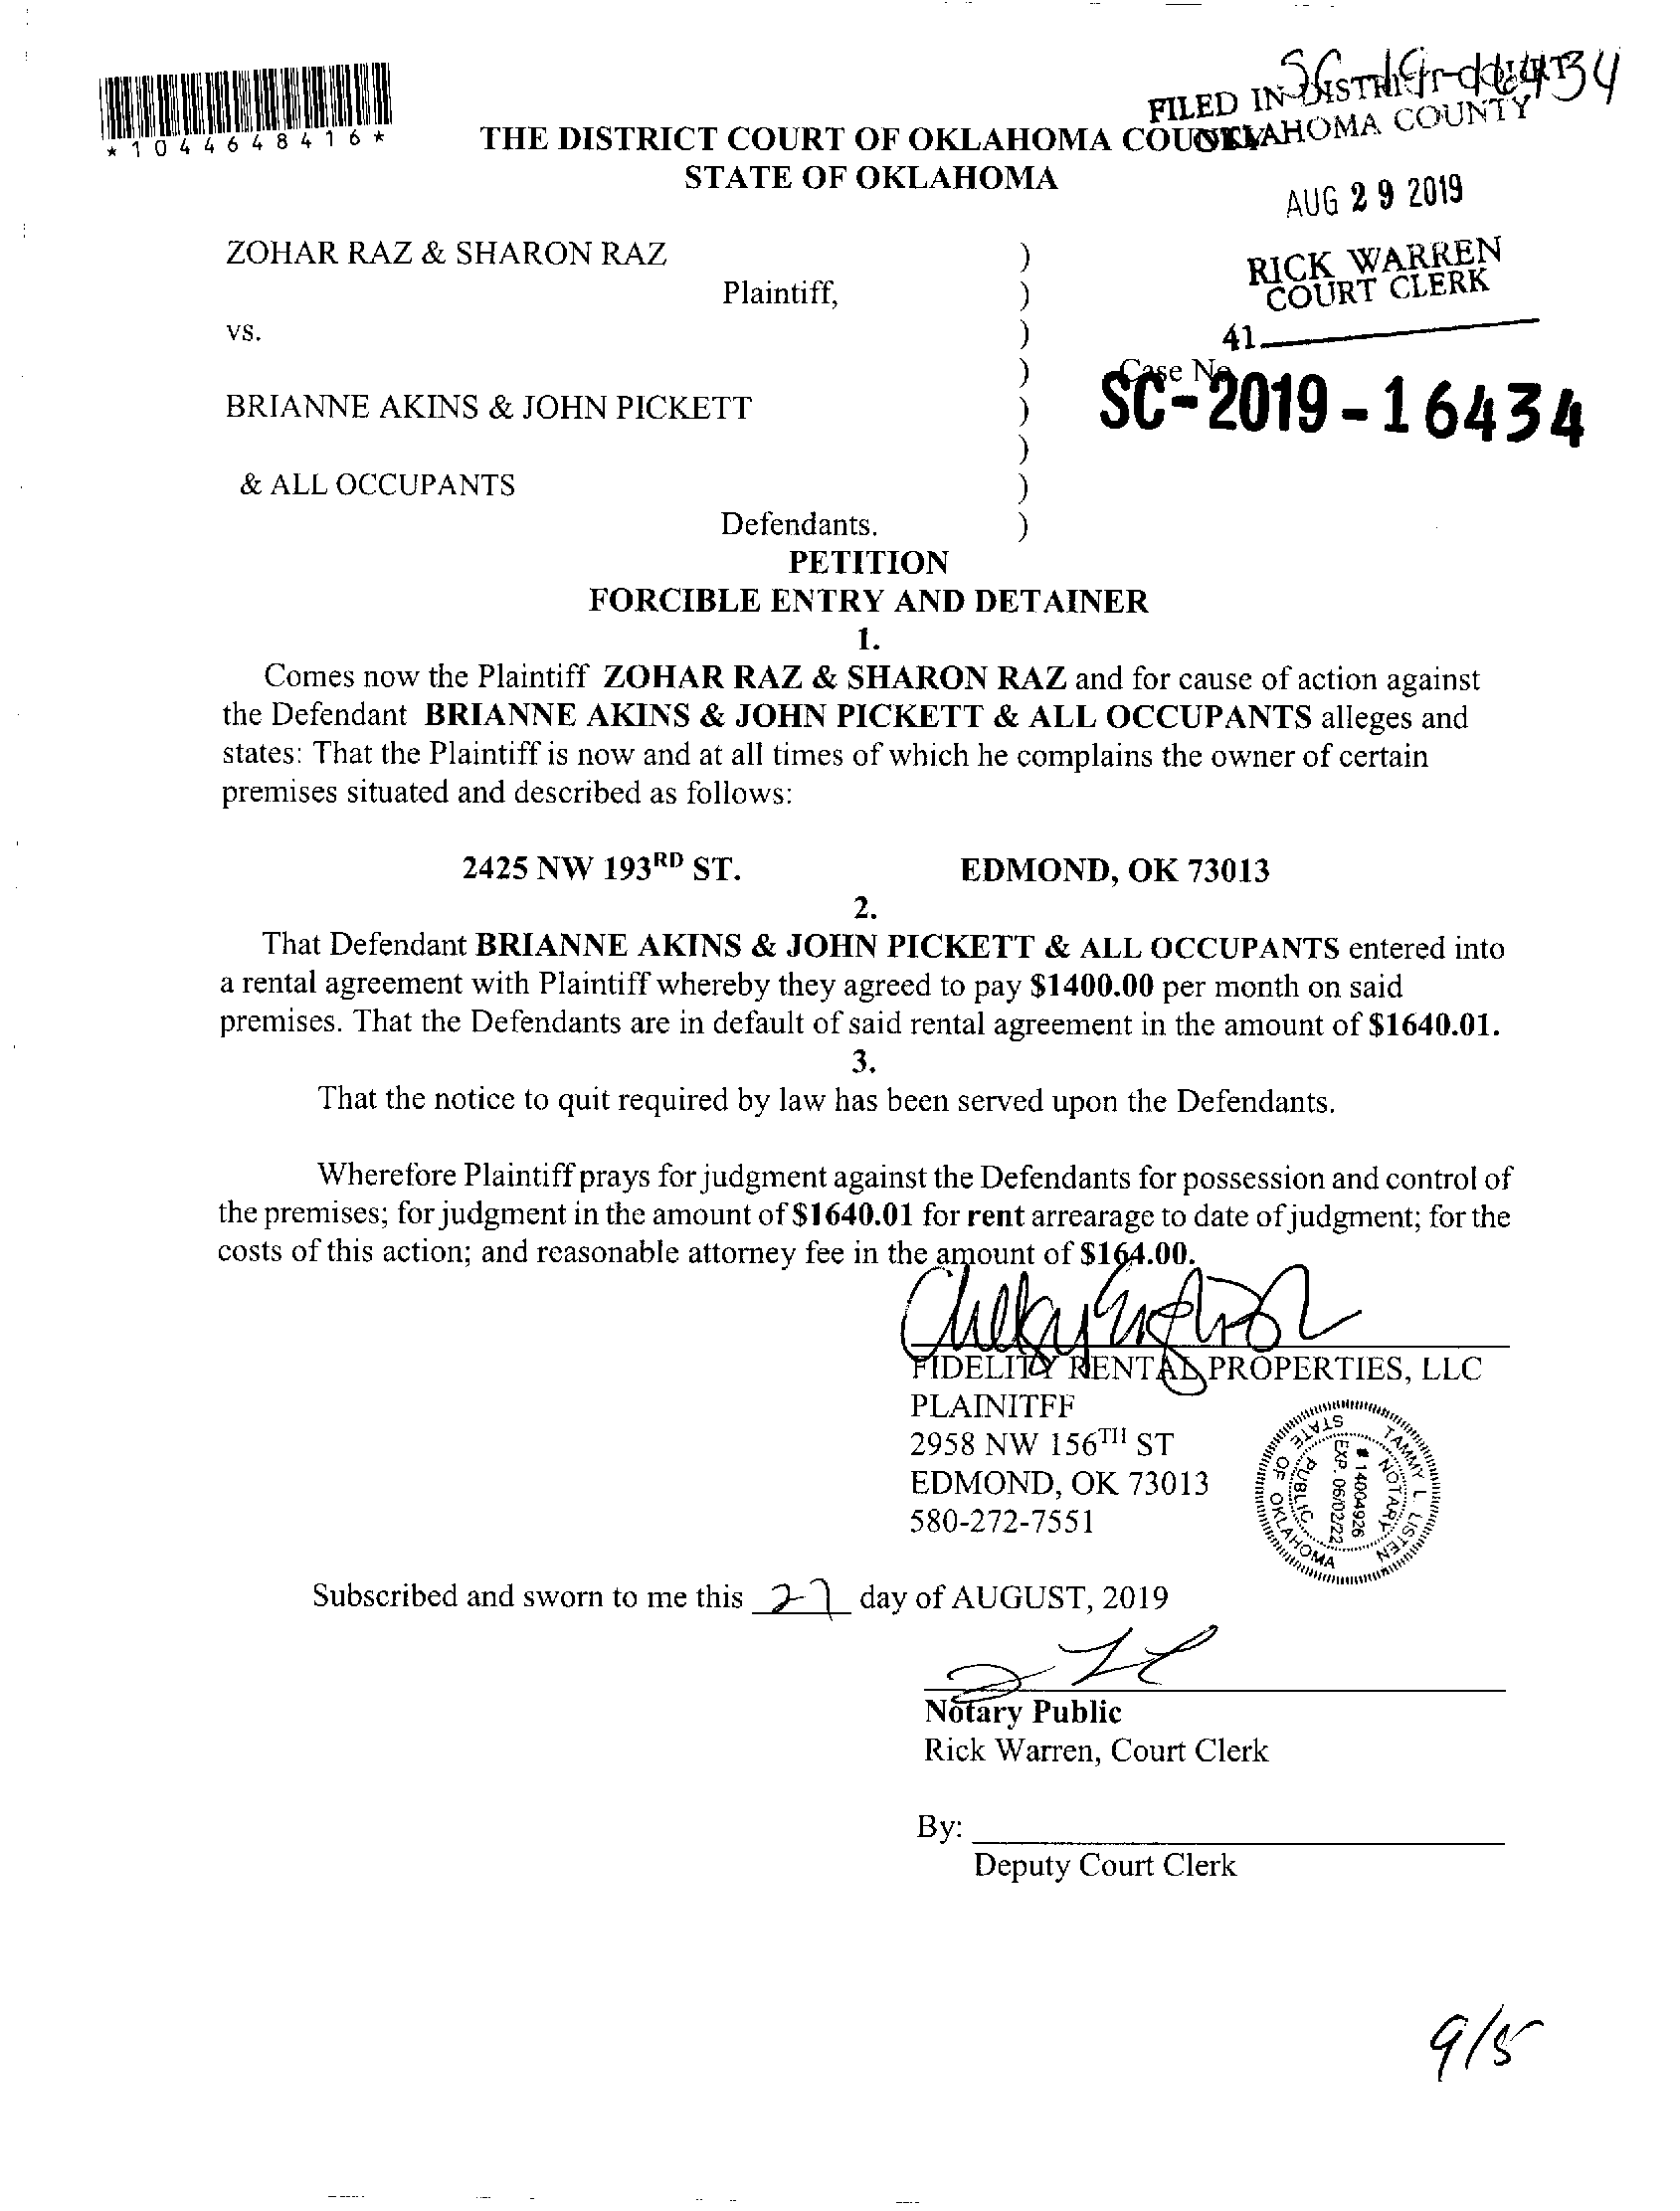 FILED IN DISTRICT COURT
OKLAHOMA COUNTY
*1044648416*
THE DISTRICT COURT OF OKLAHOMA COUNTY
STATE OF OKLAHOMA
AUG 29 2019
ZOHAR RAZ & SHARON RAZ )
Plaintiff, )
RICK WARREN
COURT CLERK
vs. )
41
) Case No.
SC-2019-16434
BRIANNE AKINS & JOHN PICKETT )
)
& ALL OCCUPANTS )
Defendants. )
PETITION
FORCIBLE ENTRY AND DETAINER
1.
Comes now the Plaintiff ZOHAR RAZ & SHARON RAZ and for cause of action against
the Defendant BRIANNE AKINS & JOHN PICKETT & ALL OCCUPANTS alleges and
states: That the Plaintiff is now and at all times of which he complains the owner of certain
premises situated and described as follows:
2425 NW 193RD ST. EDMOND, OK 73013
2.
That Defendant BRIANNE AKINS & JOHN PICKETT & ALL OCCUPANTS entered into
a rental agreement with Plaintiff whereby they agreed to pay $1400.00 per month on said
premises. That the Defendants are in default of said rental agreement in the amount of $1640.01.
3.
That the notice to quit required by law has been served upon the Defendants.
Wherefore Plaintiff prays for judgment against the Defendants for possession and control of
the premises; for judgment in the amount of $1640.01 for rent arrearage to date of judgment; for the
costs of this action; and reasonable attorney fee in the amount of $164.00.
FIDELITY RENTAL PROPERTIES, LLC
PLAINITFF
2958 NW 156TH ST
EDMOND, OK 73013
580-272-7551
TAMMY L. LISTEN
NOTARY
# 14004926
EXP. 06/02/22
PUBLIC
STATE OF OKLAHOMA
Subscribed and sworn to me this 27 day of AUGUST, 2019
Notary Public
Rick Warren, Court Clerk
By:
Deputy Court Clerk
9/5